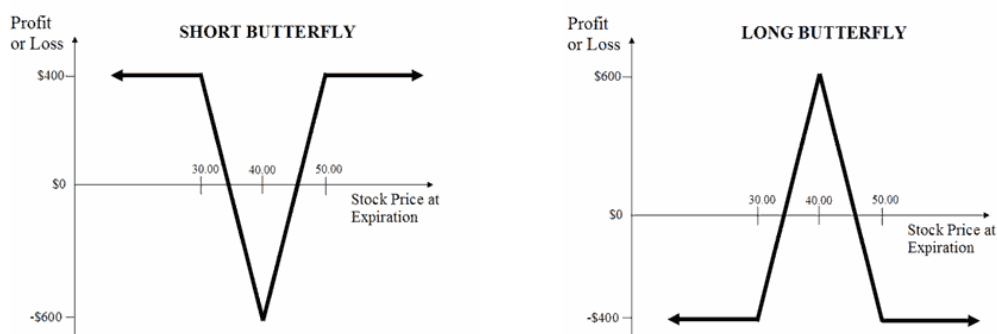 Profit
or Loss
SHORT BUTTERFLY
$400
30.00 40.00 50.00
$0
Stock Price at
Expiration
-$600
Profit
or Loss
LONG BUTTERFLY
$600
30.00 40.00 50.00
$0
Stock Price at
Expiration
-$400